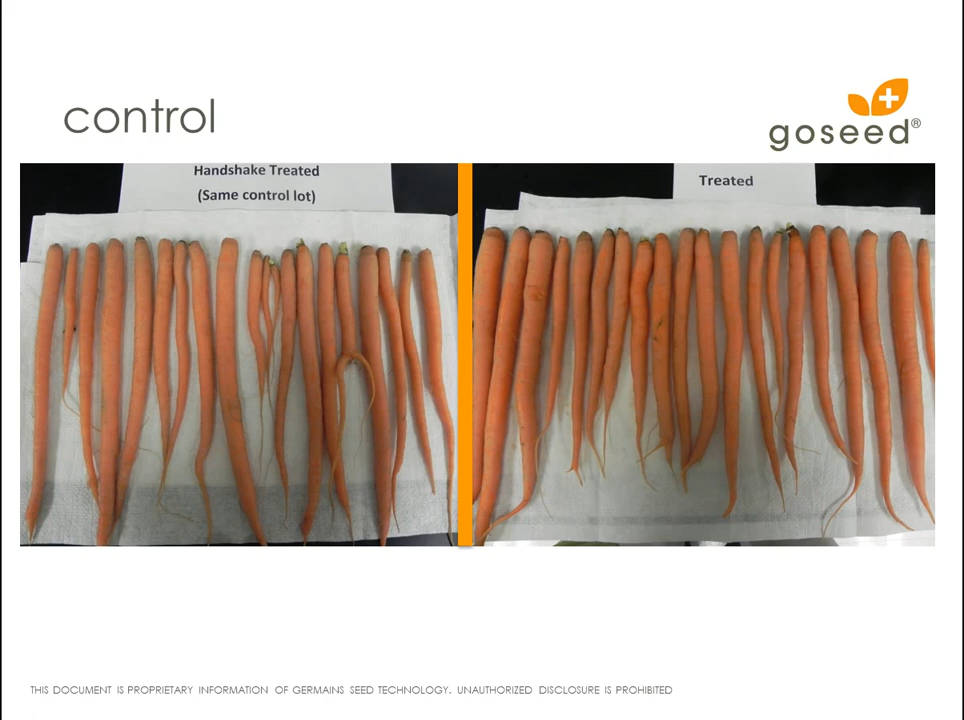 control
goseed®
Handshake Treated
(Same control lot)
Treated
THIS DOCUMENT IS PROPRIETARY INFORMATION OF GERMAINS SEED TECHNOLOGY. UNAUTHORIZED DISCLOSURE IS PROHIBITED